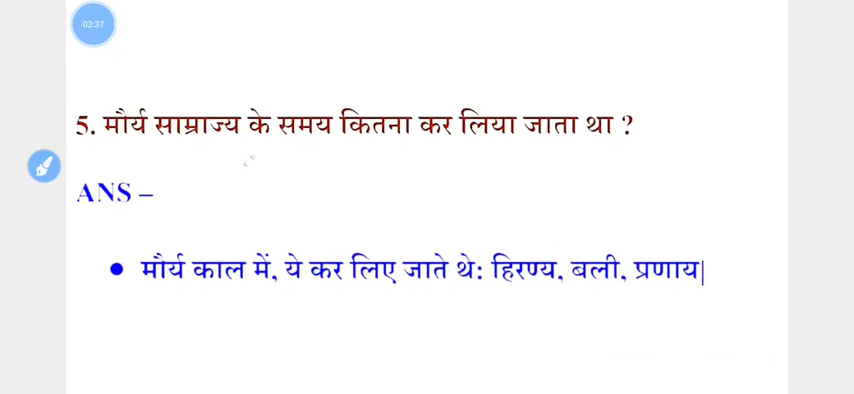 03:37
5. मौर्य साम्राज्य के समय कितना कर लिया जाता था ?
ANS –
● मौर्य काल में, ये कर लिए जाते थे: हिरण्य, बली, प्रणाय|